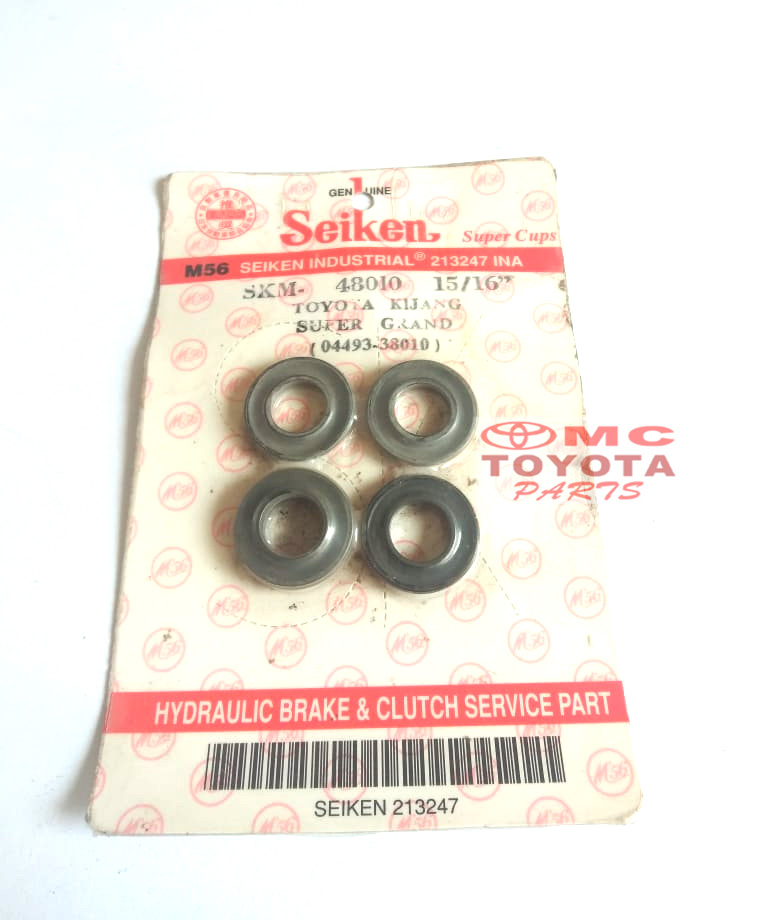 GENUINE
Seiken
Super Cups
M56 SEIKEN INDUSTRIAL® 213247 INA
SKM- 48010 15/16"
TOYOTA KIJANG
SUPER GRAND
(04493-38010)
MC
TOYOTA
PARTS
HYDRAULIC BRAKE & CLUTCH SERVICE PART
SEIKEN 213247